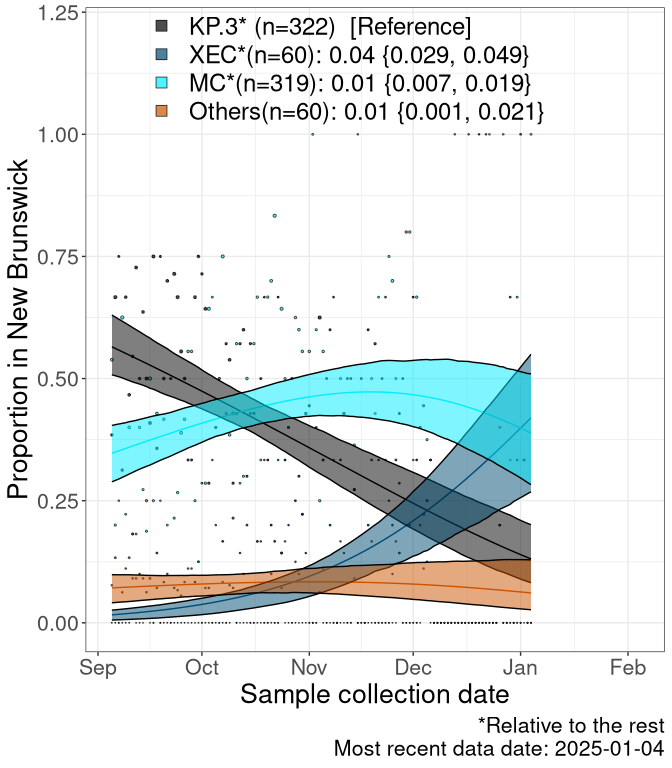 KP.3* (n=322)  [Reference]
XEC*(n=60): 0.04 {0.029, 0.049}
MC*(n=319): 0.01 {0.007, 0.019}
Others(n=60): 0.01 {0.001, 0.021}
Proportion in New Brunswick
1.25
1.00
0.75
0.50
0.25
0.00
Sep Oct Nov Dec Jan Feb
Sample collection date
*Relative to the rest
Most recent data date: 2025-01-04